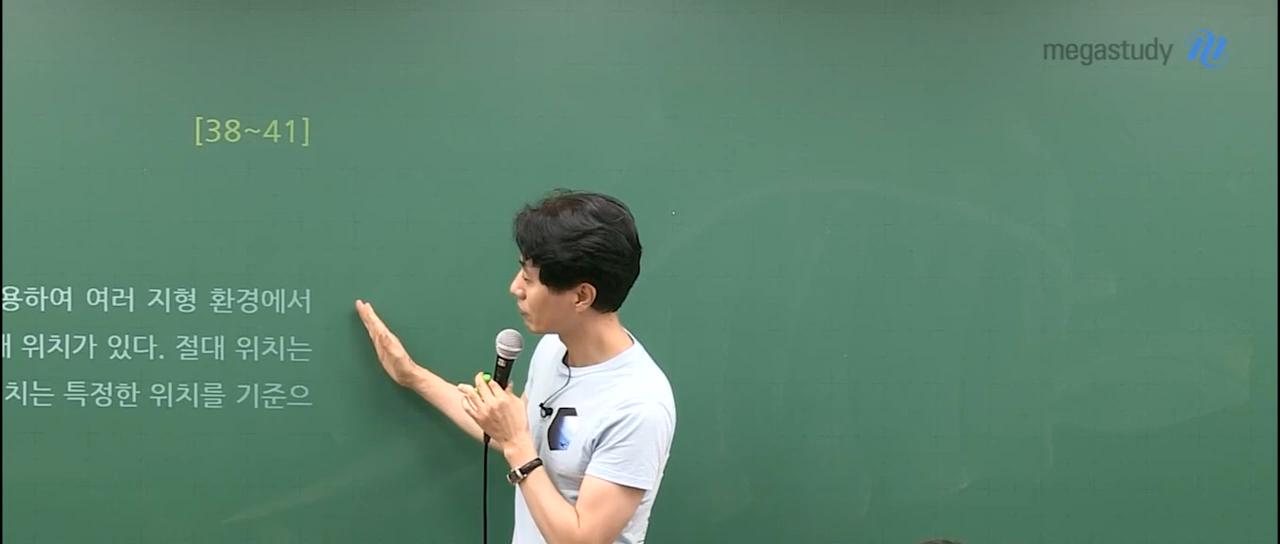 megastudy
[38~41]
용하여 여러 지형 환경에서
위치가 있다. 절대 위치는
치는 특정한 위치를 기준으